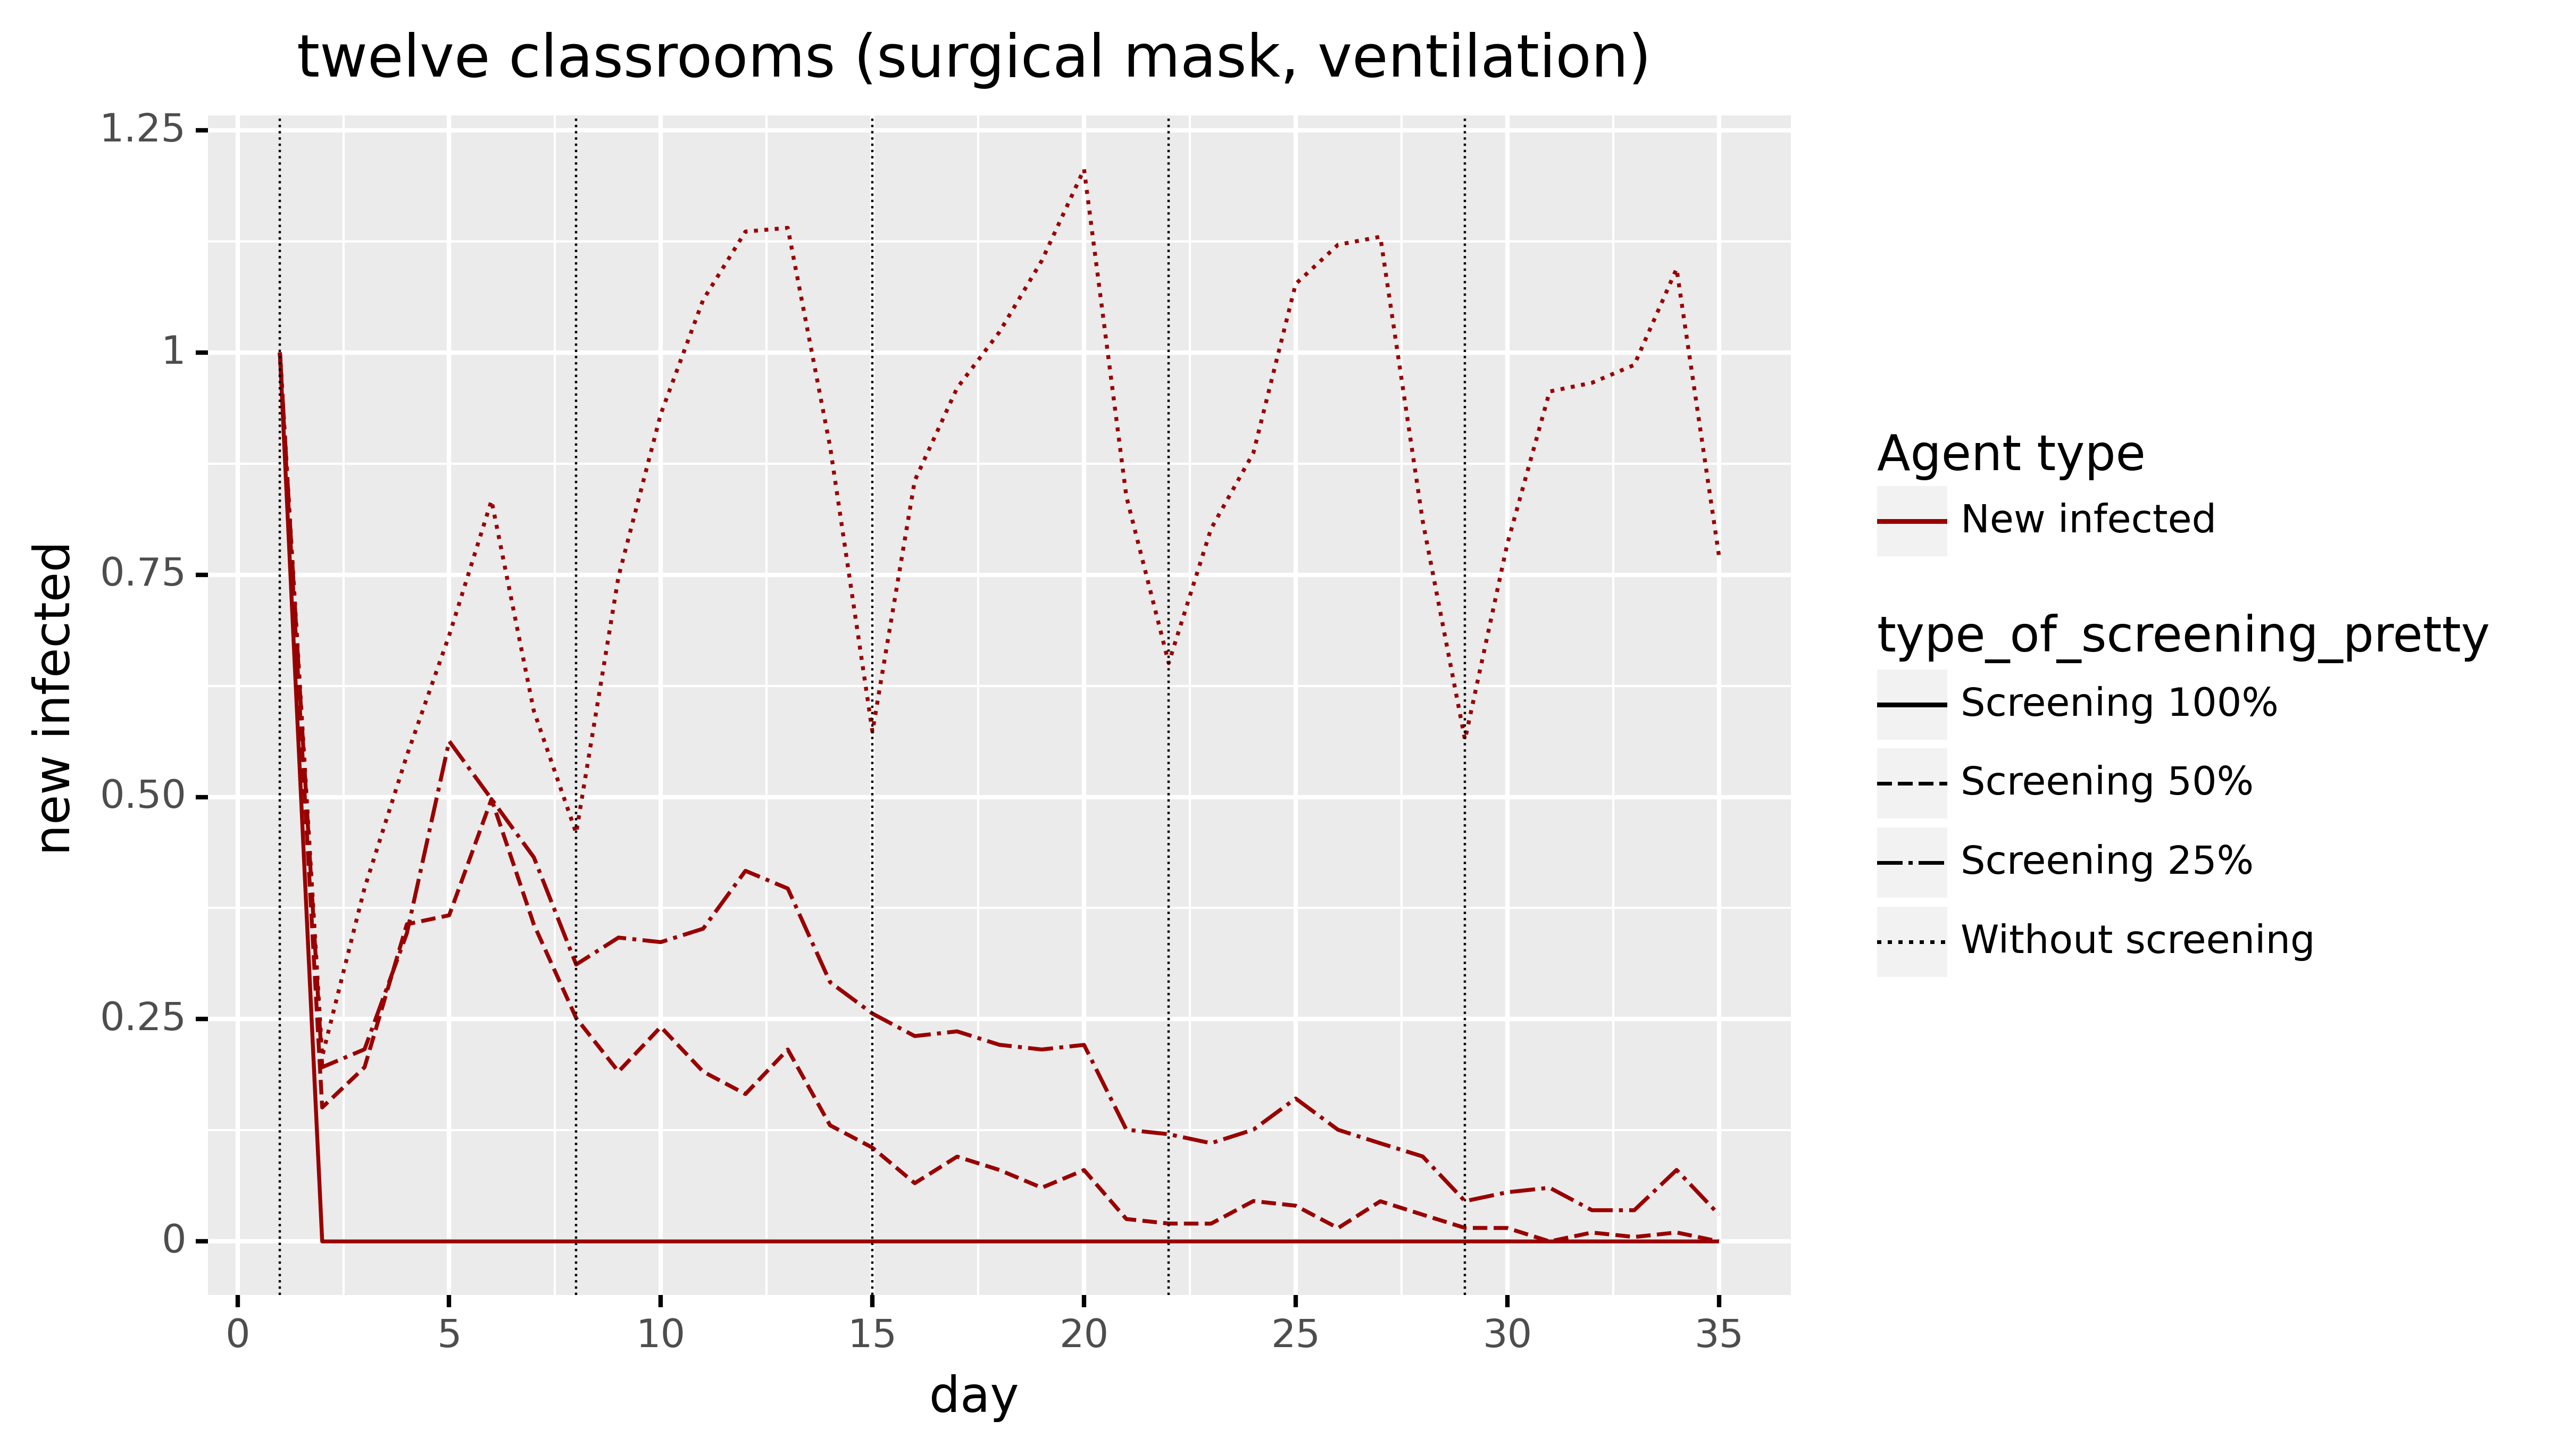 twelve classrooms (surgical mask, ventilation)
1.25
1
0.75
0.50
0.25
0
new infected
0 5 10 15 20 25 30 35
day
Agent type
New infected
type_of_screening_pretty
Screening 100%
Screening 50%
Screening 25%
Without screening